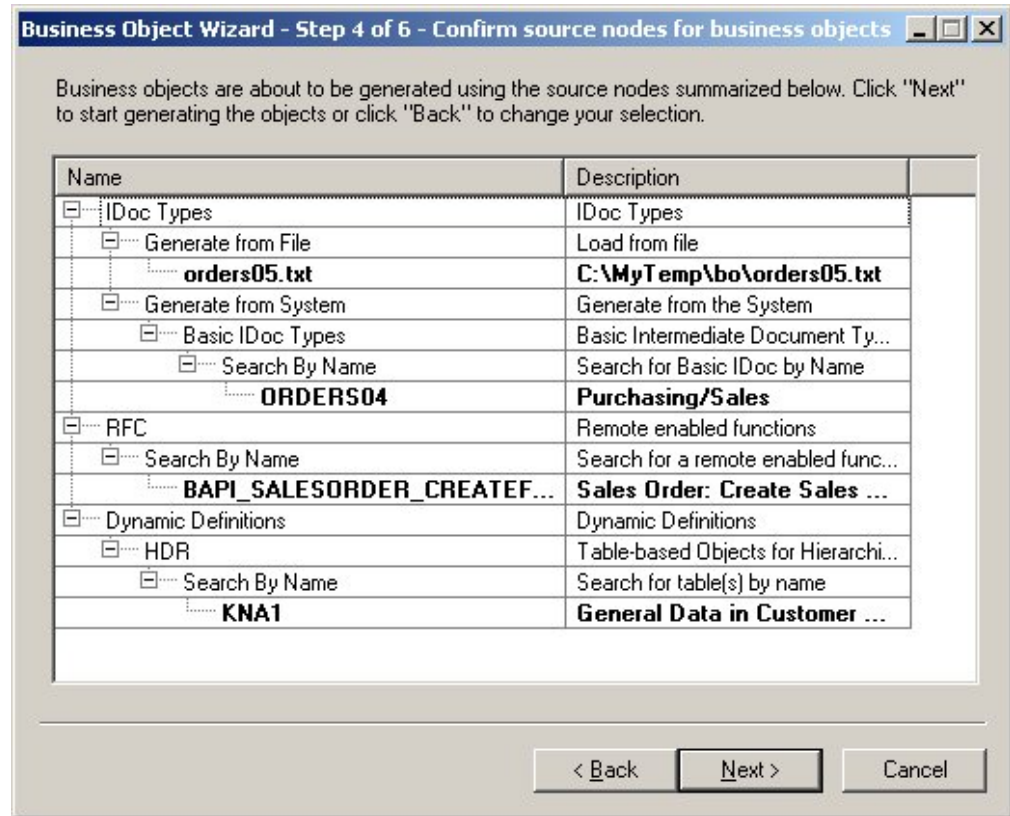 Business Object Wizard - Step 4 of 6 - Confirm source nodes for business objects
Business objects are about to be generated using the source nodes summarized below. Click "Next"
to start generating the objects or click "Back" to change your selection.
Name Description
IDoc Types IDoc Types
Generate from File Load from file
orders05.txt C:\MyTemp\bo\orders05.txt
Generate from System Generate from the System
Basic IDoc Types Basic Intermediate Document Ty...
Search By Name Search for Basic IDoc by Name
ORDERS04 Purchasing/Sales
RFC Remote enabled functions
Search By Name Search for a remote enabled func...
BAPI_SALESORDER_CREATEF... Sales Order: Create Sales ...
Dynamic Definitions Dynamic Definitions
HDR Table-based Objects for Hierarchi...
Search By Name Search for table(s) by name
KNA1 General Data in Customer ...
< Back Next > Cancel